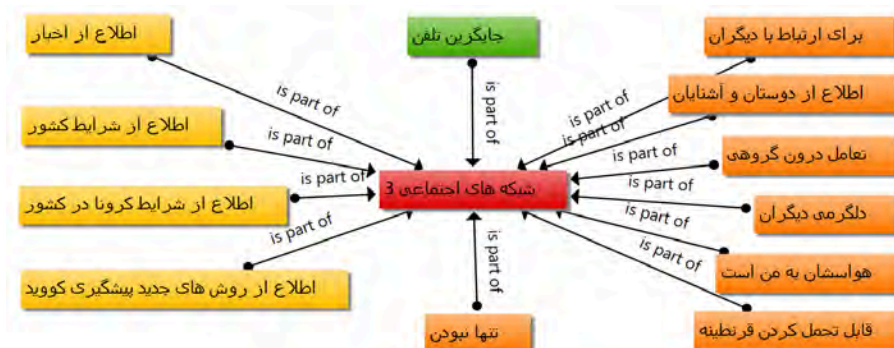 اطلاع از اخبار
جایگزین تلفن
برای ارتباط با دیگران
is part of
is part of
is part of
اطلاع از دوستان و آشنایان
is part of
اطلاع از شرایط کشور
is part of
تعامل درون گروهی
is part of
شبکه های اجتماعی 3
is part of
اطلاع از شرایط کرونا در کشور
is part of
دلگرمی دیگران
is part of
is part of
is part of
is part of
هواسشان به من است
اطلاع از روش های جدید پیشگیری کووید
تنها نبودن
قابل تحمل کردن قرنطینه